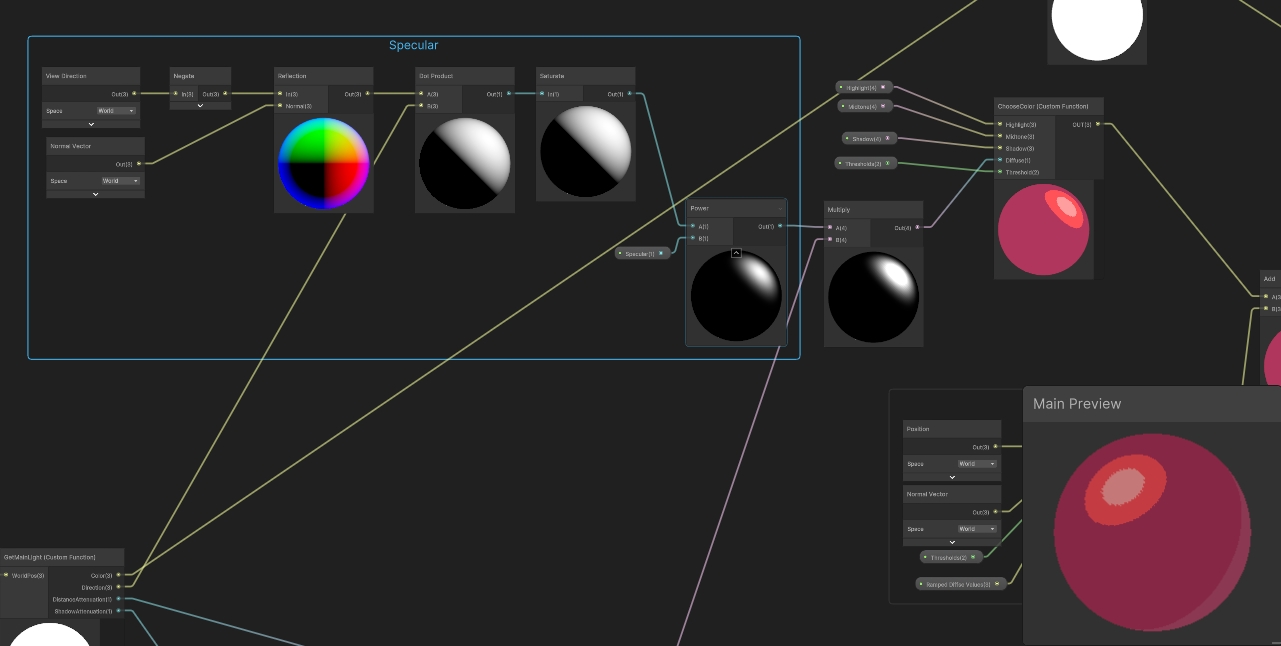 Specular
View Direction
Out(3)
Space
World
Normal Vector
Out(3)
Space
World
Negate
In(3)
Out(3)
Reflection
In(3)
Out(3)
Normal(3)
Dot Product
A(3)
Out(1)
B(3)
Saturate
In(1)
Out(1)
Specular(1)
Power
A(1)
Out(1)
B(1)
Multiply
A(4)
Out(4)
B(4)
Highlight(4)
Midtone(4)
Shadow(4)
Thresholds(2)
ChooseColor (Custom Function)
Highlight(3)
OUT(3)
Midtone(3)
Shadow(3)
Diffuse(1)
Threshold(2)
Add
A(3
B(3
Position
Out(3)
Space
World
Normal Vector
Out(3)
Space
World
Thresholds(2)
Main Preview
GetMainLight (Custom Function)
WorldPos(3)
Color(3)
Direction(3)
DistanceAttenuation(1)
ShadowAttenuation(1)